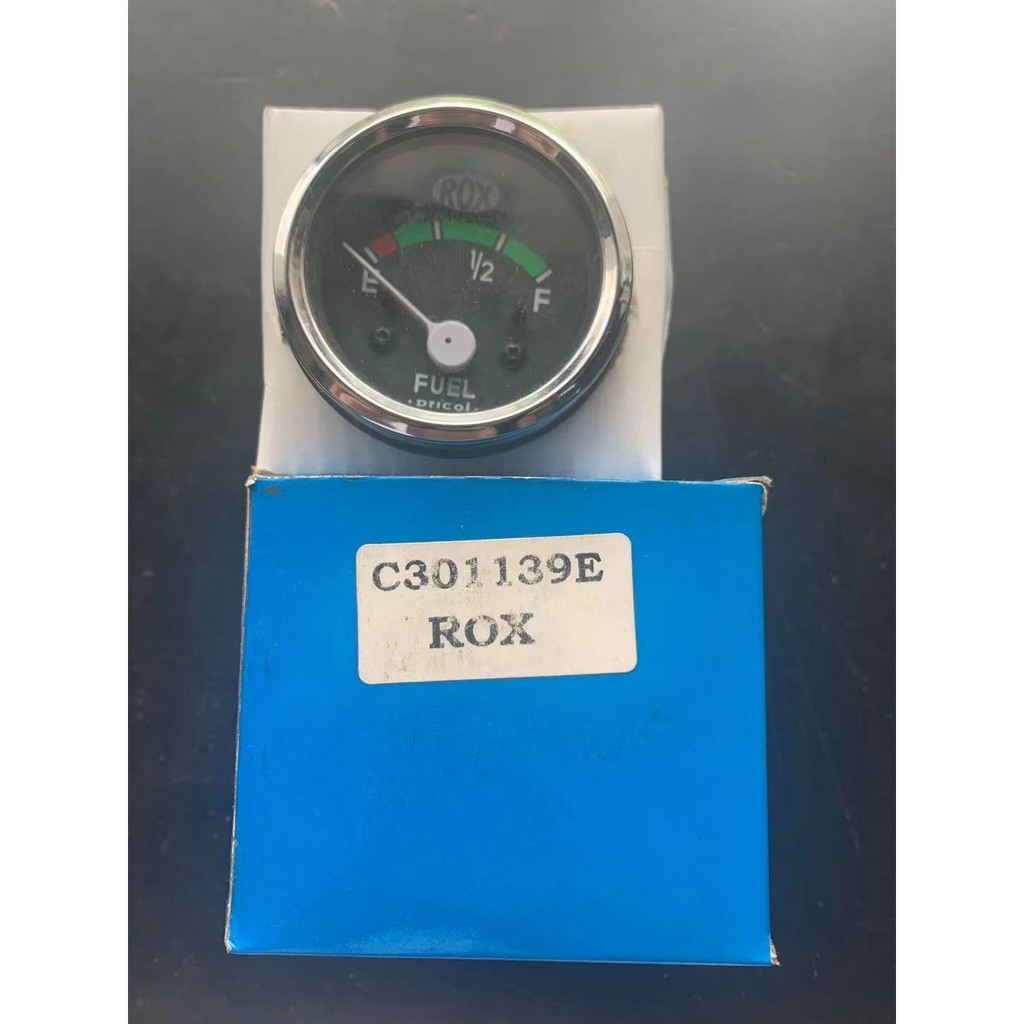 ROX
1/2
E
F
FUEL
pricol
C301139E
ROX